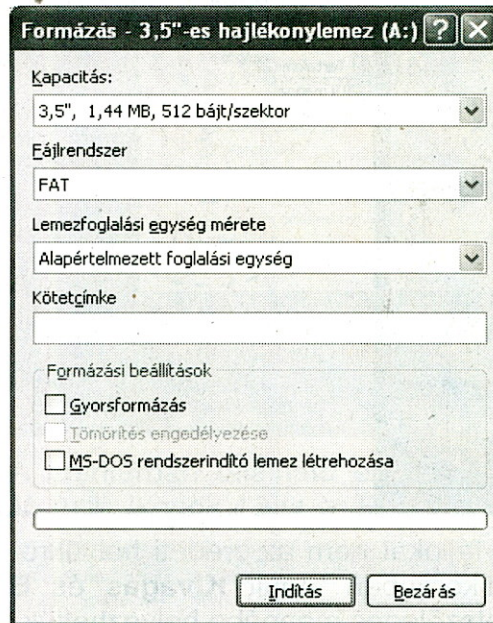 Formázás - 3,5"-es hajlékonylemez (A:)
Kapacitás:
3,5", 1,44 MB, 512 bájt/szektor
Fájlrendszer
FAT
Lemezfoglalási egység mérete
Alapértelmezett foglalási egység
Kötetcímke
Formázási beállítások
Gyorsformázás
Tömörítés engedélyezése
MS-DOS rendszerindító lemez létrehozása
Indítás Bezárás